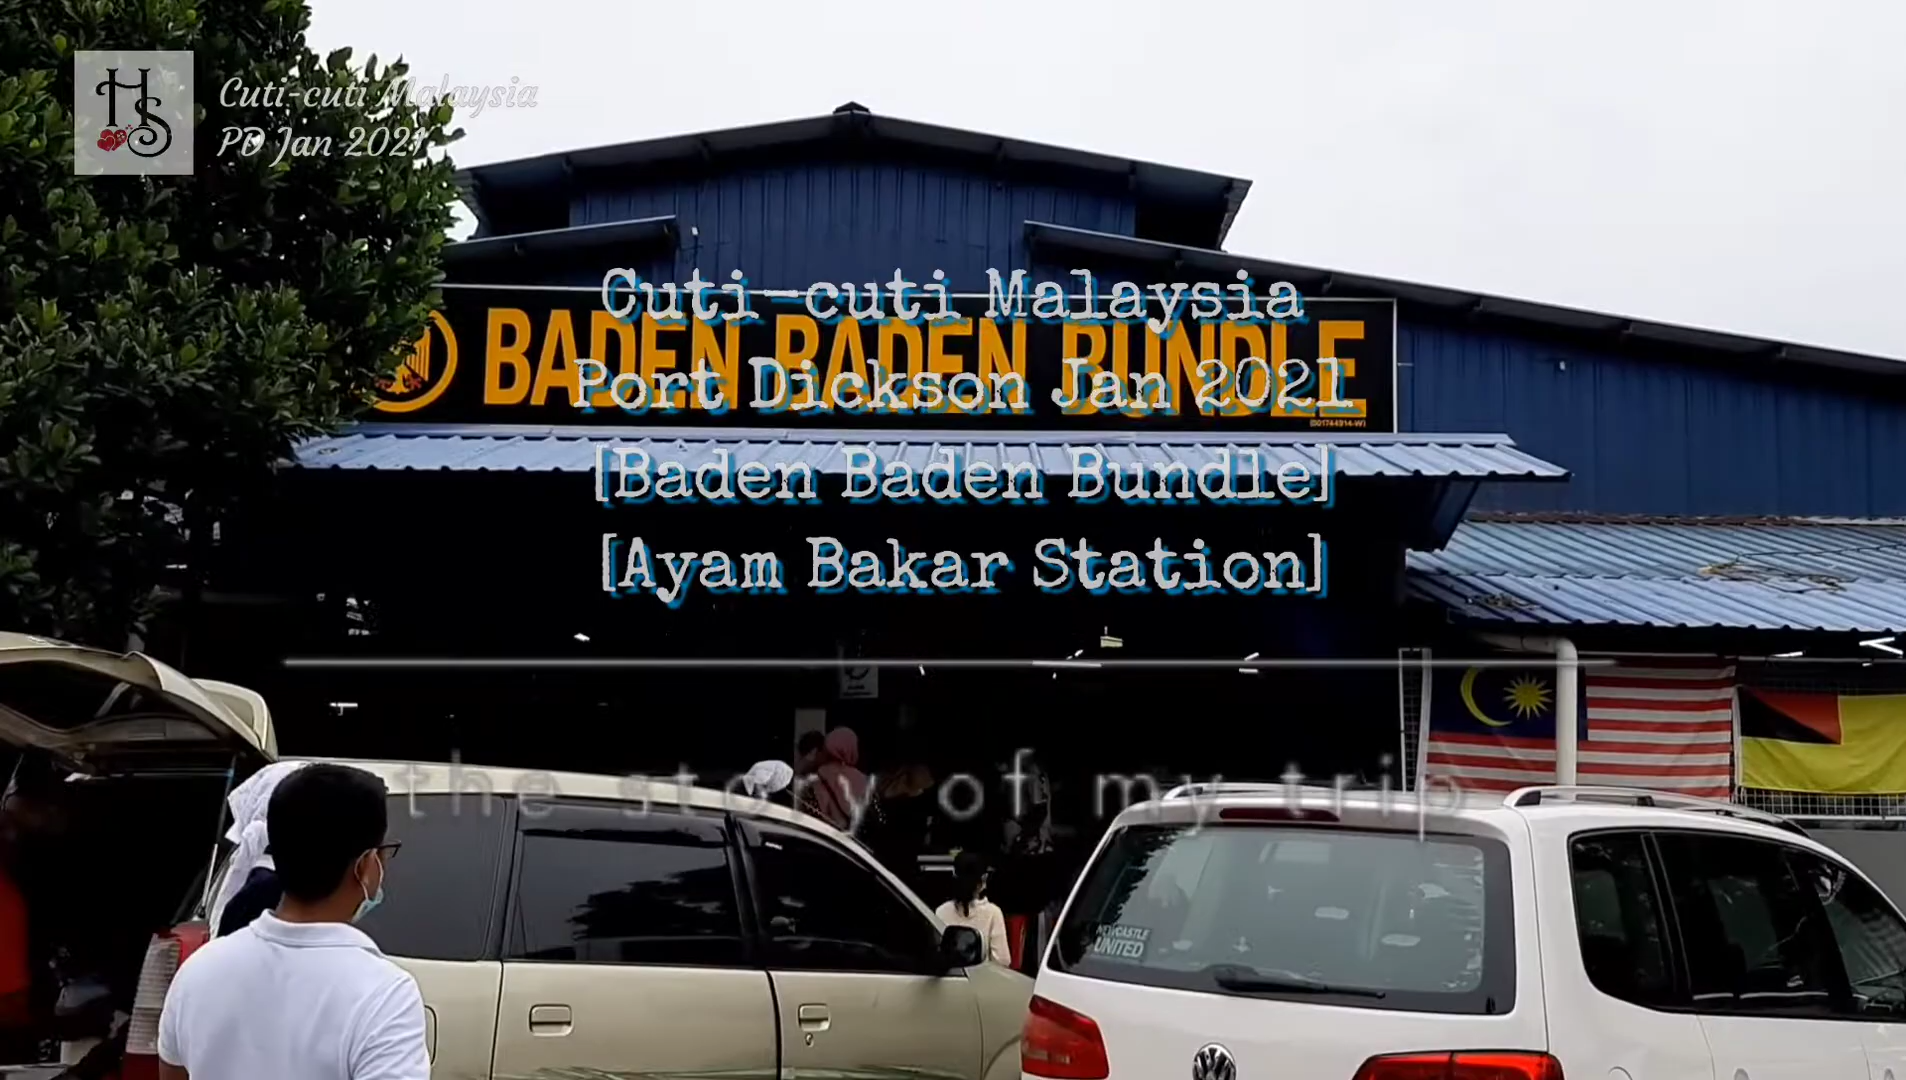 HS
Cuti-cuti Malaysia
PD Jan 2021
BADEN BADEN BUNDLE
(001744914-W)
Cuti-cuti Malaysia
Port Dickson Jan 2021
[Baden Baden Bundle]
[Ayam Bakar Station]
the story of my trip
NEWCASTLE
UNITED